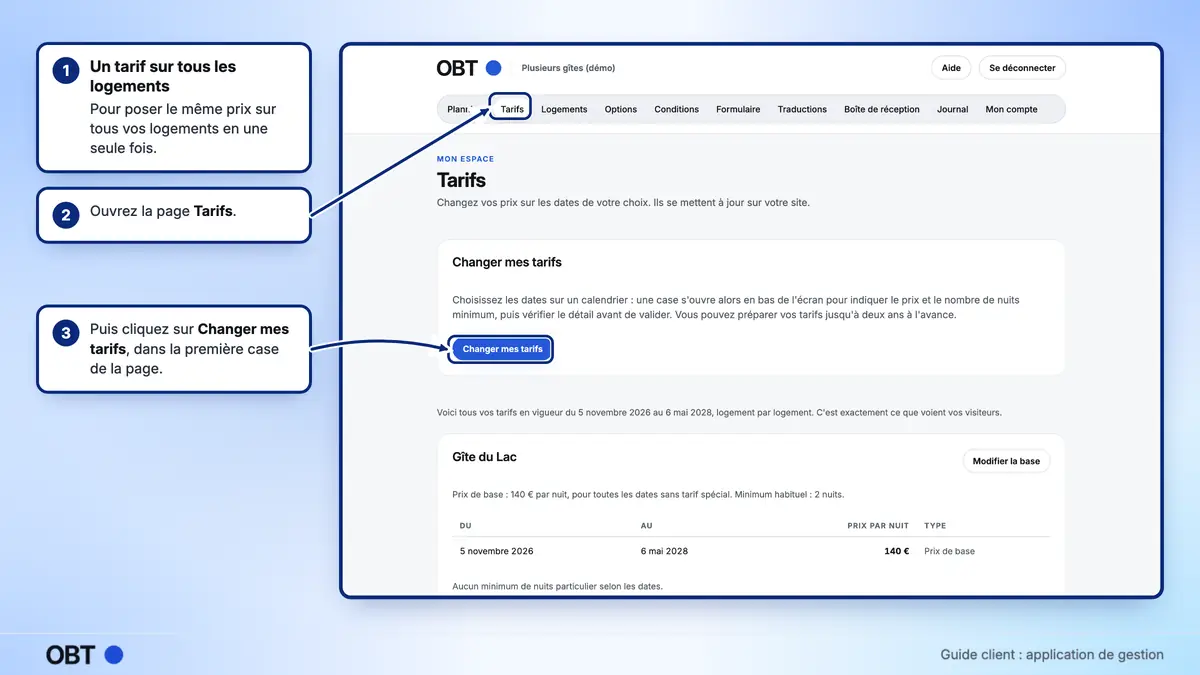 1
Un tarif sur tous les
logements
Pour poser le même prix sur
tous vos logements en une
seule fois.
2
Ouvrez la page Tarifs.
3
Puis cliquez sur Changer mes
tarifs, dans la première case
de la page.
OBT
Plusieurs gîtes (démo)
Aide
Se déconnecter
Tarifs
Logements
Options
Conditions
Formulaire
Traductions
Boîte de réception
Journal
Mon compte
MON ESPACE
Tarifs
Changez vos prix sur les dates de votre choix. Ils se mettent à jour sur votre site.
Changer mes tarifs
Choisissez les dates sur un calendrier : une case s'ouvre alors en bas de l'écran pour indiquer le prix et le nombre de nuits
minimum, puis vérifier le détail avant de valider. Vous pouvez préparer vos tarifs jusqu'à deux ans à l'avance.
Changer mes tarifs
Voici tous vos tarifs en vigueur du 5 novembre 2026 au 6 mai 2028, logement par logement. C'est exactement ce que voient vos visiteurs.
Gîte du Lac
Modifier la base
Prix de base : 140 € par nuit, pour toutes les dates sans tarif spécial. Minimum habituel : 2 nuits.
DU AU PRIX PAR NUIT TYPE
5 novembre 2026 6 mai 2028 140 € Prix de base
Aucun minimum de nuits particulier selon les dates.
OBT
Guide client : application de gestion